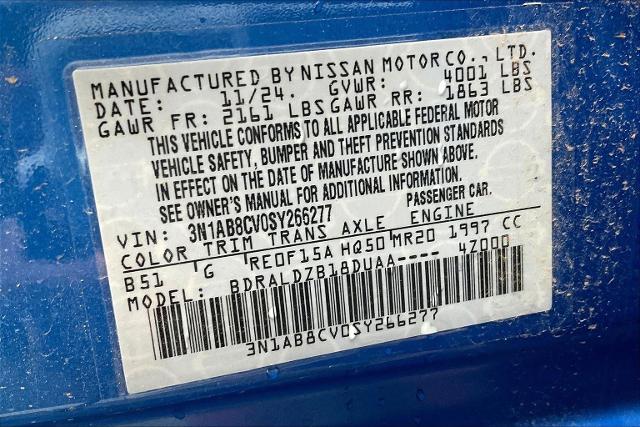 MANUFACTURED BY NISSAN MOTOR CO., LTD.
DATE: 11/24. GVWR: 4001 LBS
GAWR FR: 2161 LBS GAWR RR: 1863 LBS
THIS VEHICLE CONFORMS TO ALL APPLICABLE FEDERAL MOTOR
VEHICLE SAFETY, BUMPER AND THEFT PREVENTION STANDARDS
IN EFFECT ON THE DATE OF MANUFACTURE SHOWN ABOVE.
SEE OWNER'S MANUAL FOR ADDITIONAL INFORMATION.
VIN: 3N1AB8CV0SY266277 PASSENGER CAR.
COLOR TRIM TRANS AXLE ENGINE
B51 G RE0F15A HQ50 MR20 1997 CC
MODEL: BDRALDZB18DUAA---- 4Z000
3N1AB8CV0SY266277